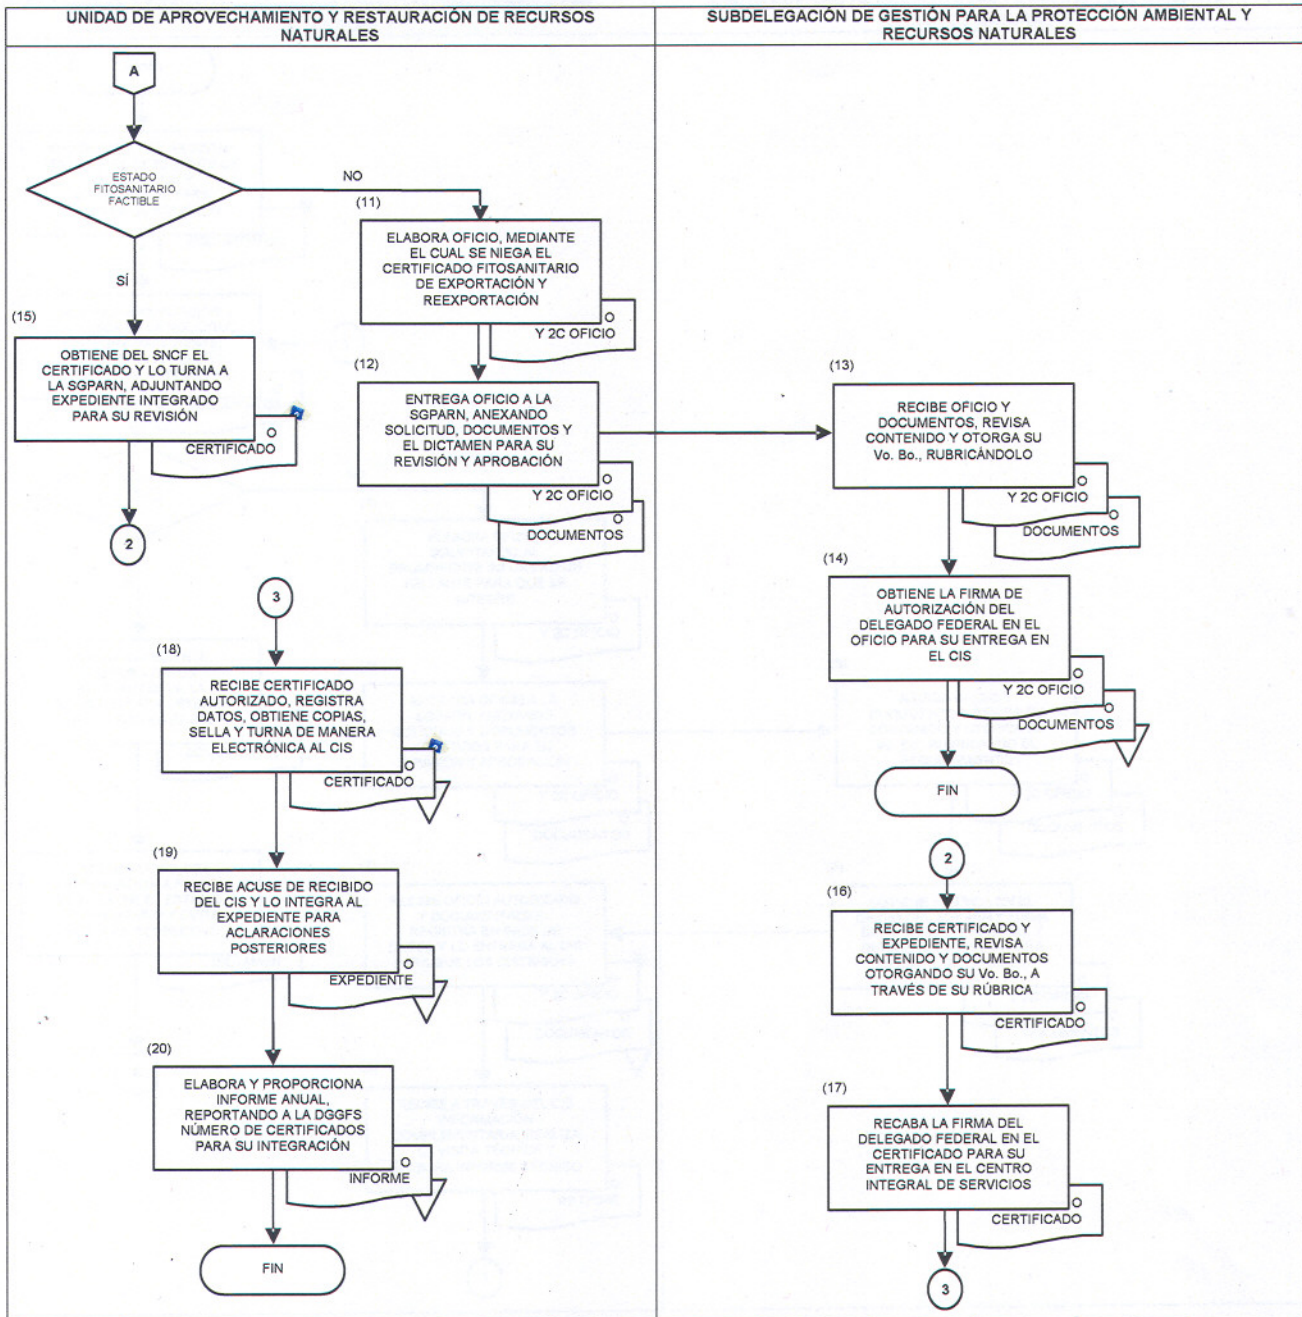 UNIDAD DE APROVECHAMIENTO Y RESTAURACIÓN DE RECURSOS
NATURALES
SUBDELEGACIÓN DE GESTIÓN PARA LA PROTECCIÓN AMBIENTAL Y
RECURSOS NATURALES
A
ESTADO
FITOSANITARIO
FACTIBLE
NO
SÍ
(11)
ELABORA OFICIO, MEDIANTE
EL CUAL SE NIEGA EL
CERTIFICADO FITOSANITARIO
DE EXPORTACIÓN Y
REEXPORTACIÓN
O
Y 2C OFICIO
(15)
OBTIENE DEL SNCF EL
CERTIFICADO Y LO TURNA A
LA SGPARN, ADJUNTANDO
EXPEDIENTE INTEGRADO
PARA SU REVISIÓN
O
CERTIFICADO
2
(12)
ENTREGA OFICIO A LA
SGPARN, ANEXANDO
SOLICITUD, DOCUMENTOS Y
EL DICTAMEN PARA SU
REVISIÓN Y APROBACIÓN
O
Y 2C OFICIO
O
DOCUMENTOS
(13)
RECIBE OFICIO Y
DOCUMENTOS, REVISA
CONTENIDO Y OTORGA SU
Vo. Bo., RUBRICÁNDOLO
O
Y 2C OFICIO
O
DOCUMENTOS
(14)
OBTIENE LA FIRMA DE
AUTORIZACIÓN DEL
DELEGADO FEDERAL EN EL
OFICIO PARA SU ENTREGA EN
EL CIS
O
Y 2C OFICIO
O
DOCUMENTOS
FIN
3
(18)
RECIBE CERTIFICADO
AUTORIZADO, REGISTRA
DATOS, OBTIENE COPIAS,
SELLA Y TURNA DE MANERA
ELECTRÓNICA AL CIS
O
CERTIFICADO
(19)
RECIBE ACUSE DE RECIBIDO
DEL CIS Y LO INTEGRA AL
EXPEDIENTE PARA
ACLARACIONES
POSTERIORES
O
EXPEDIENTE
(20)
ELABORA Y PROPORCIONA
INFORME ANUAL,
REPORTANDO A LA DGGFS
NÚMERO DE CERTIFICADOS
PARA SU INTEGRACIÓN
O
INFORME
FIN
2
(16)
RECIBE CERTIFICADO Y
EXPEDIENTE, REVISA
CONTENIDO Y DOCUMENTOS
OTORGANDO SU Vo. Bo., A
TRAVÉS DE SU RÚBRICA
O
CERTIFICADO
(17)
RECABA LA FIRMA DEL
DELEGADO FEDERAL EN EL
CERTIFICADO PARA SU
ENTREGA EN EL CENTRO
INTEGRAL DE SERVICIOS
O
CERTIFICADO
3